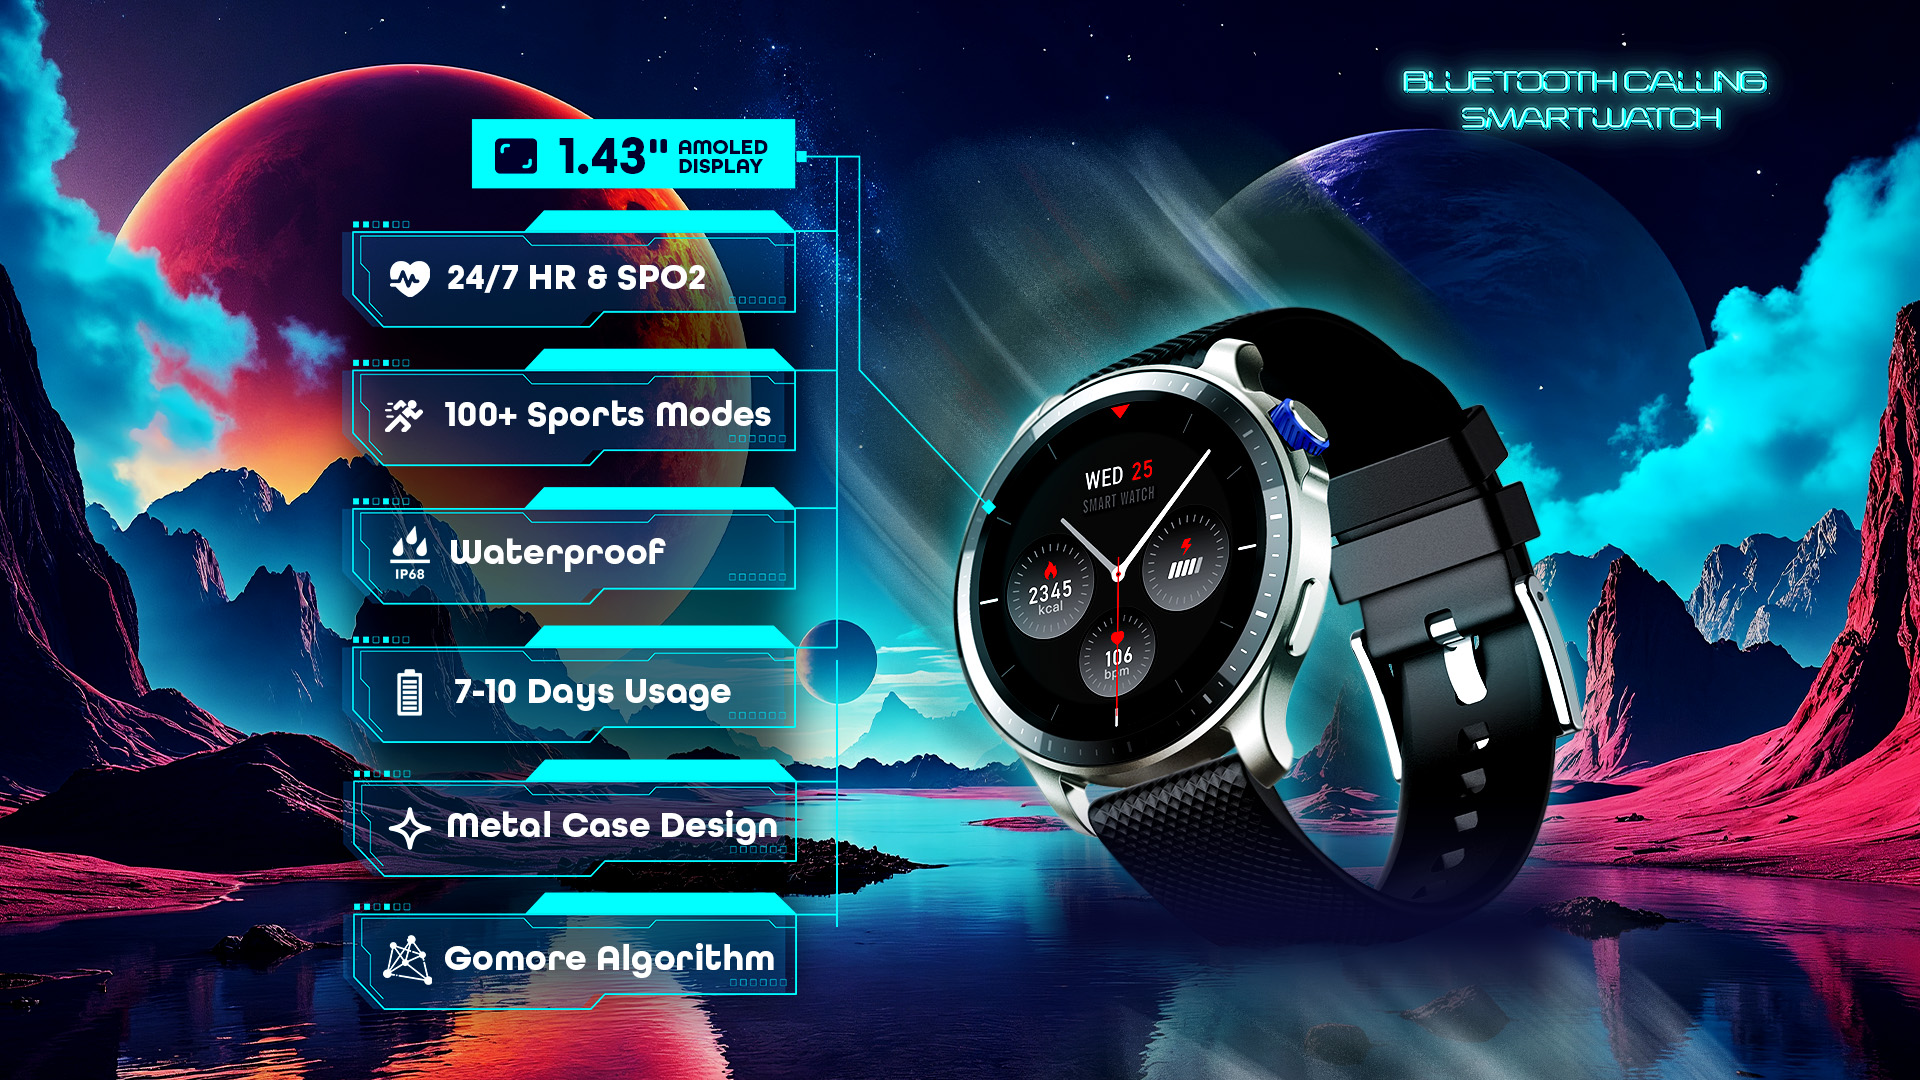 BLUETOOTH CALLING
SMARTWATCH
1.43" AMOLED
DISPLAY
24/7 HR & SPO2
100+ Sports Modes
Waterproof
IP68
7-10 Days Usage
Metal Case Design
Gomore Algorithm
WED 25
SMART WATCH
2345
kcal
106
bpm